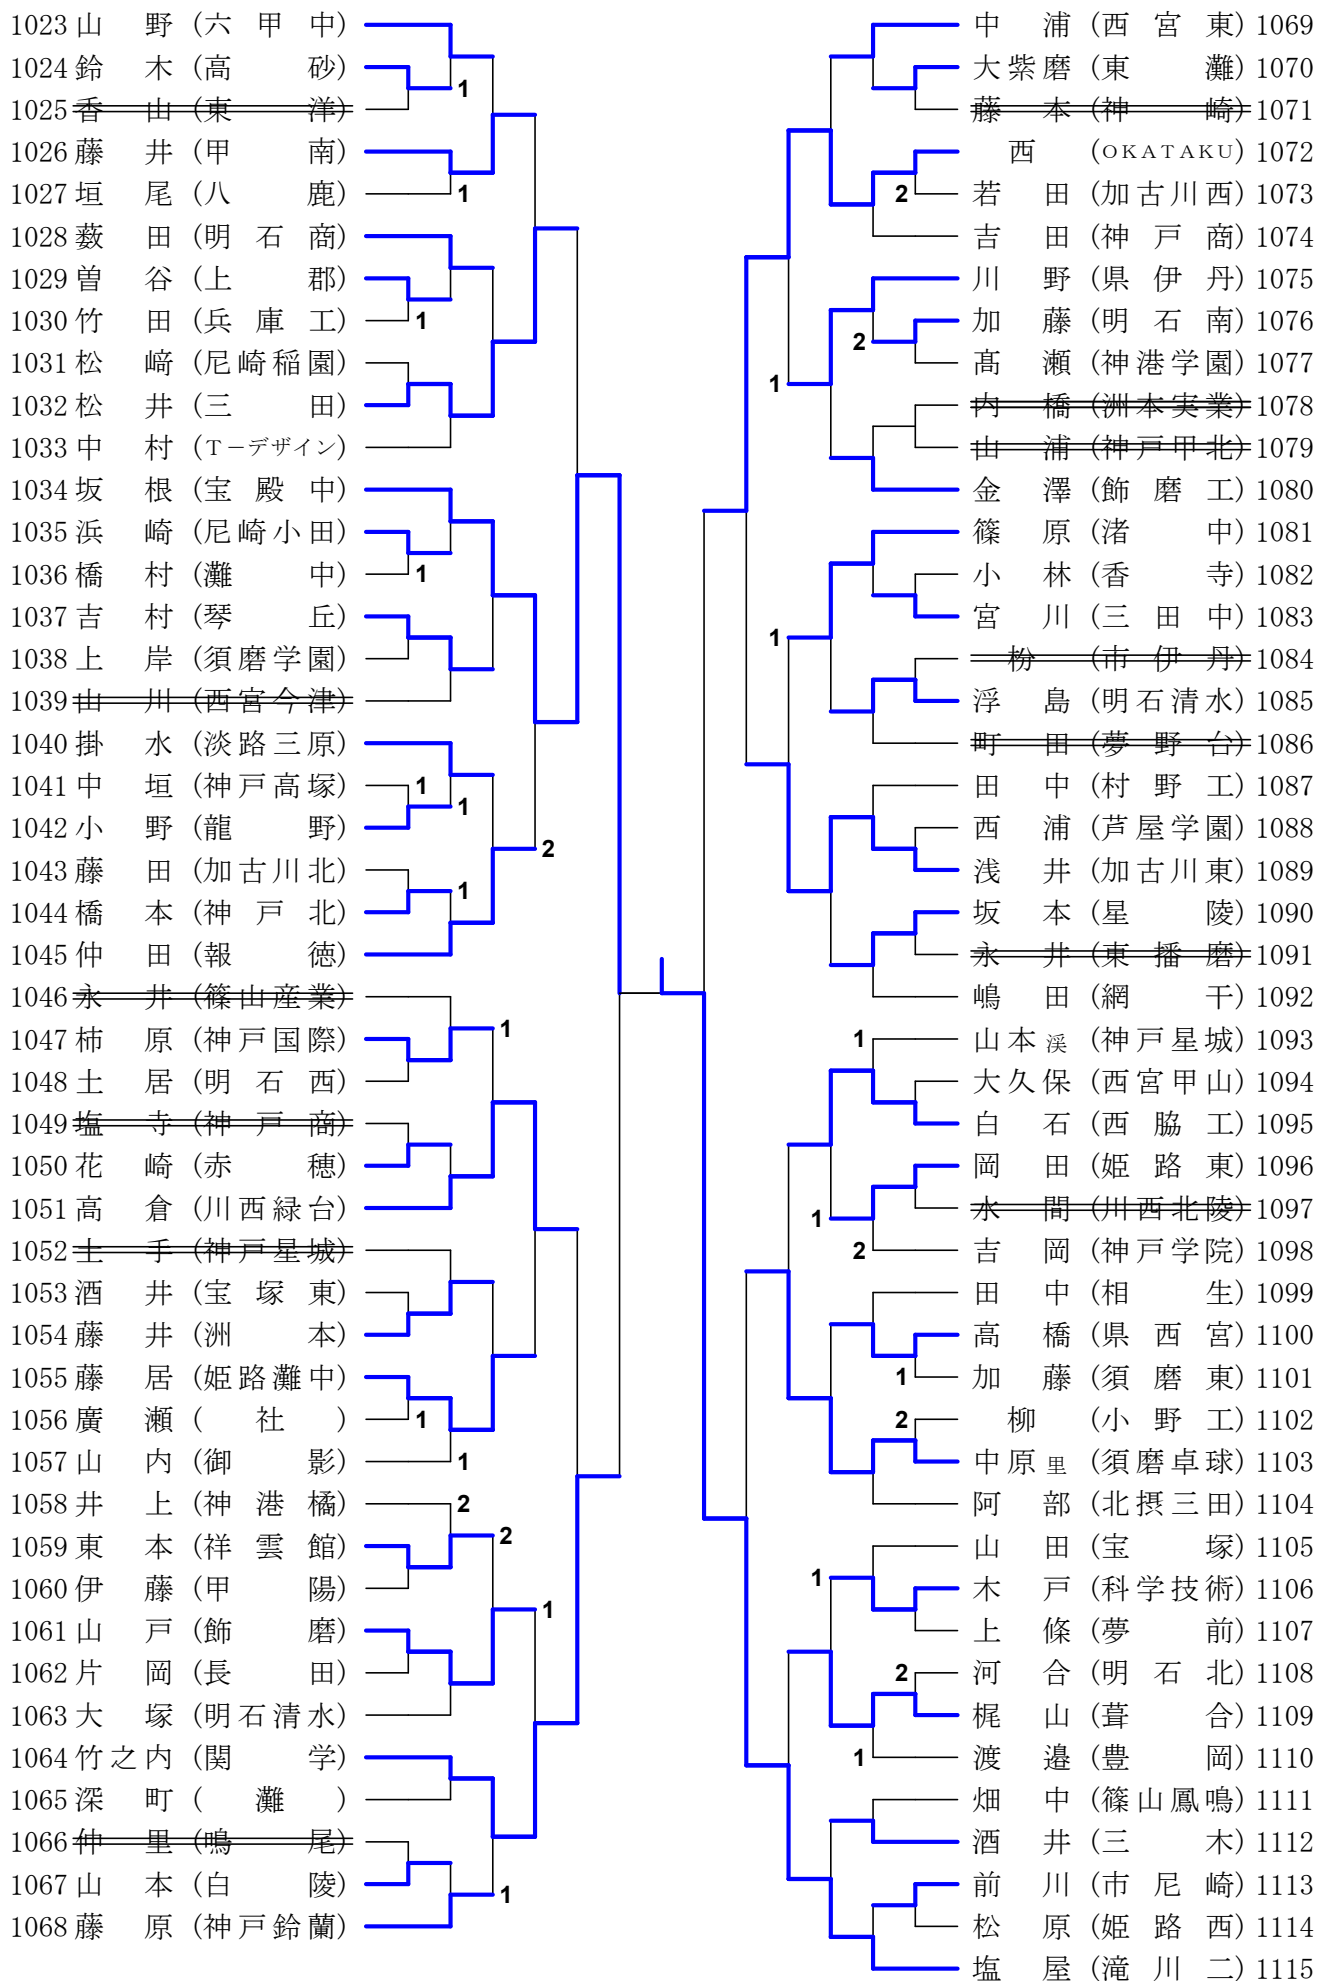 1023 山野 (六甲中)
1024 鈴木 (高砂)
1
1025 香山 (東洋)
1026 藤井 (甲南)
1027 垣尾 (八鹿)
1
1028 薮田 (明石商)
1029 曽谷 (上郡)
1030 竹田 (兵庫工)
1
1031 松﨑 (尼崎稲園)
1032 松井 (三田)
1033 中村 (T－デザイン)
1034 坂根 (宝殿中)
1035 浜崎 (尼崎小田)
1036 橋村 (灘中)
1
1037 吉村 (琴丘)
1038 上岸 (須磨学園)
1039 山川 (西宮今津)
1040 掛水 (淡路三原)
1041 中垣 (神戸高塚)
1
1
1042 小野 (龍野)
2
1043 藤田 (加古川北)
1
1044 橋本 (神戸北)
1045 仲田 (報徳)
1046 永井 (篠山産業)
1
1047 柿原 (神戸国際)
1048 土居 (明石西)
1049 塩寺 (神戸商)
1050 花崎 (赤穂)
1051 高倉 (川西緑台)
1052 土手 (神戸星城)
1053 酒井 (宝塚東)
1054 藤井 (洲本)
1055 藤居 (姫路灘中)
1056 廣瀬 (社)
1
1057 山内 (御影)
1
1058 井上 (神港橘)
2
2
1059 東本 (祥雲館)
1060 伊藤 (甲陽)
1
1061 山戸 (飾磨)
1062 片岡 (長田)
1063 大塚 (明石清水)
1064 竹之内 (関学)
1065 深町 (灘)
1066 仲里 (鳴尾)
1067 山本 (白陵)
1
1068 藤原 (神戸鈴蘭)
中浦 (西宮東) 1069
大紫磨 (東灘) 1070
藤本 (神崎) 1071
西 (OKATAKU) 1072
2
若田 (加古川西) 1073
吉田 (神戸商) 1074
川野 (県伊丹) 1075
加藤 (明石南) 1076
2
髙瀬 (神港学園) 1077
1
内橋 (洲本実業) 1078
山浦 (神戸甲北) 1079
金澤 (飾磨工) 1080
篠原 (渚中) 1081
小林 (香寺) 1082
宮川 (三田中) 1083
1
枌 (市伊丹) 1084
浮島 (明石清水) 1085
町田 (夢野台) 1086
田中 (村野工) 1087
西浦 (芦屋学園) 1088
浅井 (加古川東) 1089
坂本 (星陵) 1090
永井 (東播磨) 1091
嶋田 (網干) 1092
1
山本渓 (神戸星城) 1093
大久保 (西宮甲山) 1094
白石 (西脇工) 1095
岡田 (姫路東) 1096
水間 (川西北陵) 1097
1
2
吉岡 (神戸学院) 1098
田中 (相生) 1099
高橋 (県西宮) 1100
1
加藤 (須磨東) 1101
2
柳 (小野工) 1102
中原里 (須磨卓球) 1103
阿部 (北摂三田) 1104
山田 (宝塚) 1105
1
木戸 (科学技術) 1106
上條 (夢前) 1107
2
河合 (明石北) 1108
梶山 (葺合) 1109
1
渡邉 (豊岡) 1110
畑中 (篠山鳳鳴) 1111
酒井 (三木) 1112
前川 (市尼崎) 1113
松原 (姫路西) 1114
塩屋 (滝川二) 1115